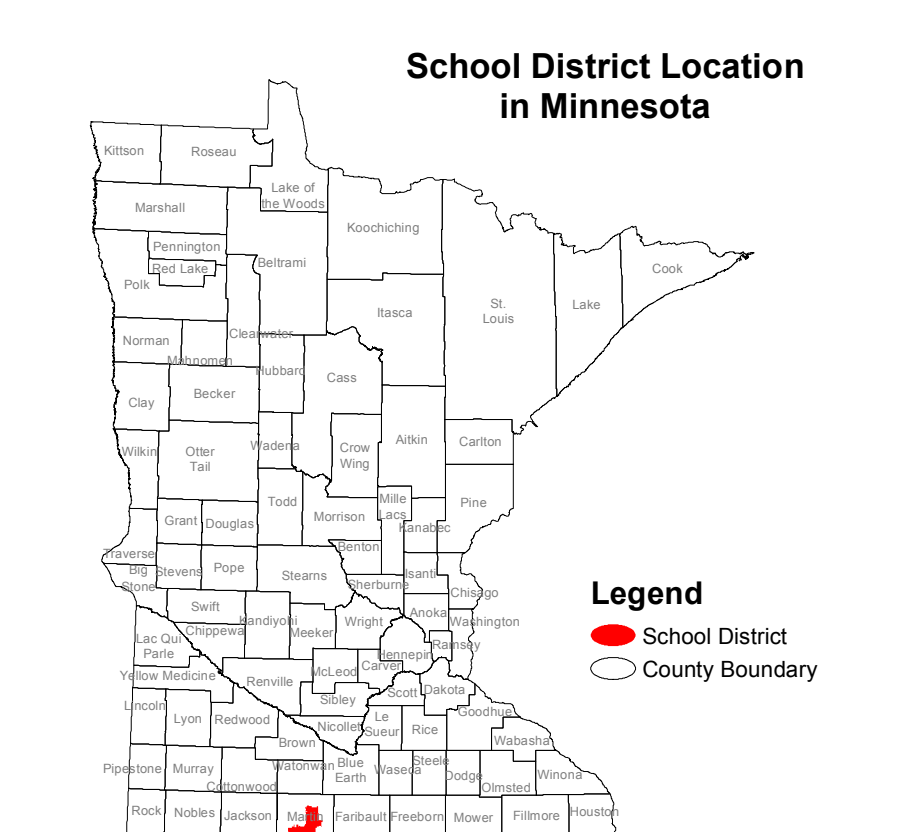 School District Location
in Minnesota
Kittson
Roseau
Lake of
the Woods
Marshall
Koochiching
Pennington
Beltrami
Red Lake
Cook
Polk
St.
Louis
Lake
Itasca
Clearwater
Norman
Mahnomen
Hubbard
Cass
Becker
Clay
Aitkin
Carlton
Wadena
Crow
Wing
Wilkin
Otter
Tail
Todd
Mille
Lacs
Pine
Morrison
Grant
Douglas
Kanabec
Benton
Traverse
Big
Stone
Stevens
Pope
Stearns
Isanti
Sherburne
Chisago
Swift
Anoka
Kandiyohi
Wright
Washington
Chippewa
Meeker
Lac Qui
Parle
Ramsey
Hennepin
Carver
Yellow Medicine
McLeod
Renville
Scott
Dakota
Sibley
Lincoln
Lyon
Redwood
Goodhue
Nicollet
Le
Sueur
Rice
Brown
Wabasha
Pipestone
Murray
Watonwan
Blue
Earth
Waseca
Steele
Dodge
Winona
Cottonwood
Olmsted
Rock
Nobles
Jackson
Martin
Faribault
Freeborn
Mower
Fillmore
Houston
Legend
School District
County Boundary